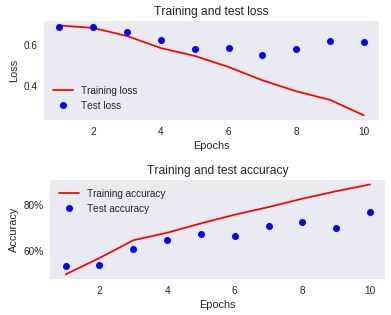 Training and test loss
0.6
0.4
Loss
Training loss
Test loss
2 4 6 8 10
Epochs
Training and test accuracy
80%
60%
Accuracy
Training accuracy
Test accuracy
2 4 6 8 10
Epochs